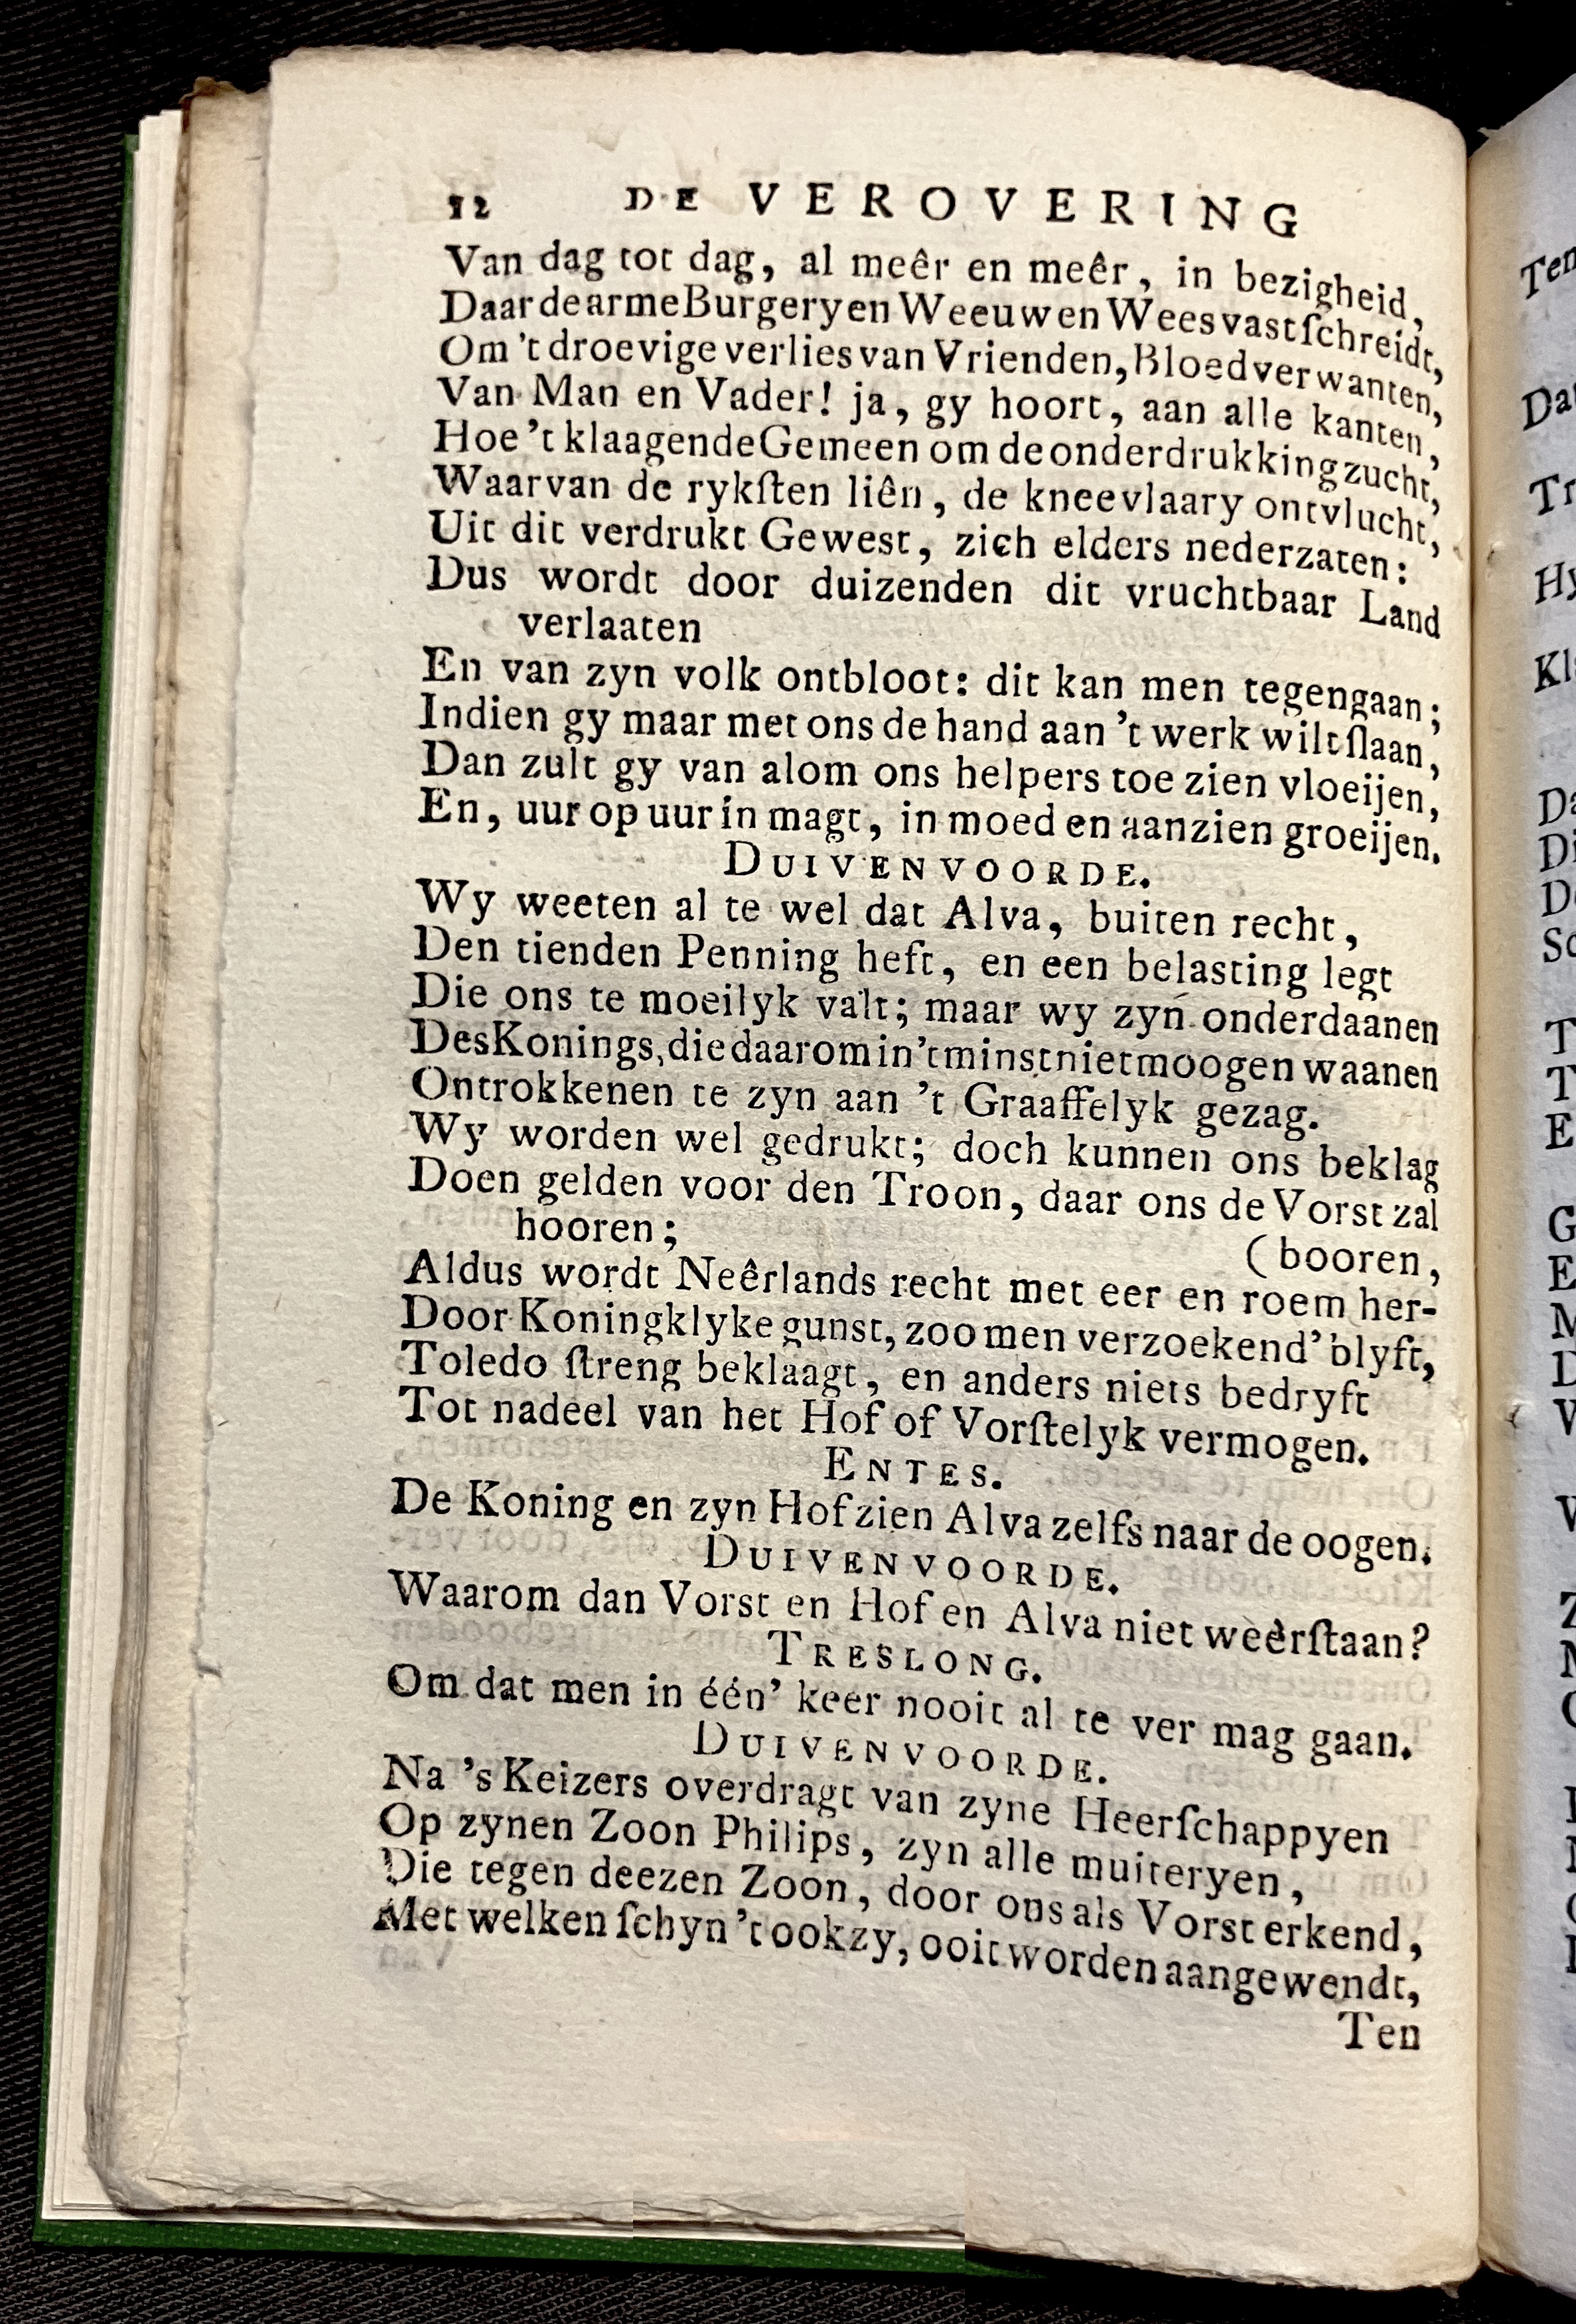 12 DE VEROVERING
Van dag tot dag, al meêr en meêr, in bezigheid,
Daar de arme Burgery en Weeuw en Wees vast ſchreidt,
Om 't droevige verlies van Vrienden, Bloedverwanten,
Van Man en Vader! ja, gy hoort, aan alle kanten,
Hoe 't klaagende Gemeen om de onderdrukking zucht,
Waarvan de rykſten liên, de kneevlaary ontvlucht,
Uit dit verdrukt Gewest, zich elders nederzaten:
Dus wordt door duizenden dit vruchtbaar Land
verlaaten
En van zyn volk ontbloot: dit kan men tegengaan;
Indien gy maar met ons de hand aan 't werk wilt ſlaan,
Dan zult gy van alom ons helpers toe zien vloeijen,
En, uur op uur in magt, in moed en aanzien groeijen.
DUIVENVOORDE.
Wy weeten al te wel dat Alva, buiten recht,
Den tienden Penning heft, en een belasting legt
Die ons te moeilyk valt; maar wy zyn onderdaanen
Des Konings, die daarom in 't minst niet moogen waanen
Ontrokkenen te zyn aan 't Graaffelyk gezag.
Wy worden wel gedrukt; doch kunnen ons beklag
Doen gelden voor den Troon, daar ons de Vorst zal
hooren; (booren,
Aldus wordt Neêrlands recht met eer en roem her-
Door Koningklyke gunst, zoo men verzoekend' blyft,
Toledo ſtreng beklaagt, en anders niets bedryft
Tot nadeel van het Hof of Vorſtelyk vermogen.
ENTES.
De Koning en zyn Hof zien Alva zelfs naar de oogen.
DUIVENVOORDE.
Waarom dan Vorst en Hof en Alva niet weêrſtaan?
TRESLONG.
Om dat men in één' keer nooit al te ver mag gaan.
DUIVENVOORDE.
Na 's Keizers overdragt van zyne Heerſchappyen
Op zynen Zoon Philips, zyn alle muiteryen,
Die tegen deezen Zoon, door ons als Vorst erkend,
Met welken ſchyn 't ook zy, ooit worden aangewendt,
Ten